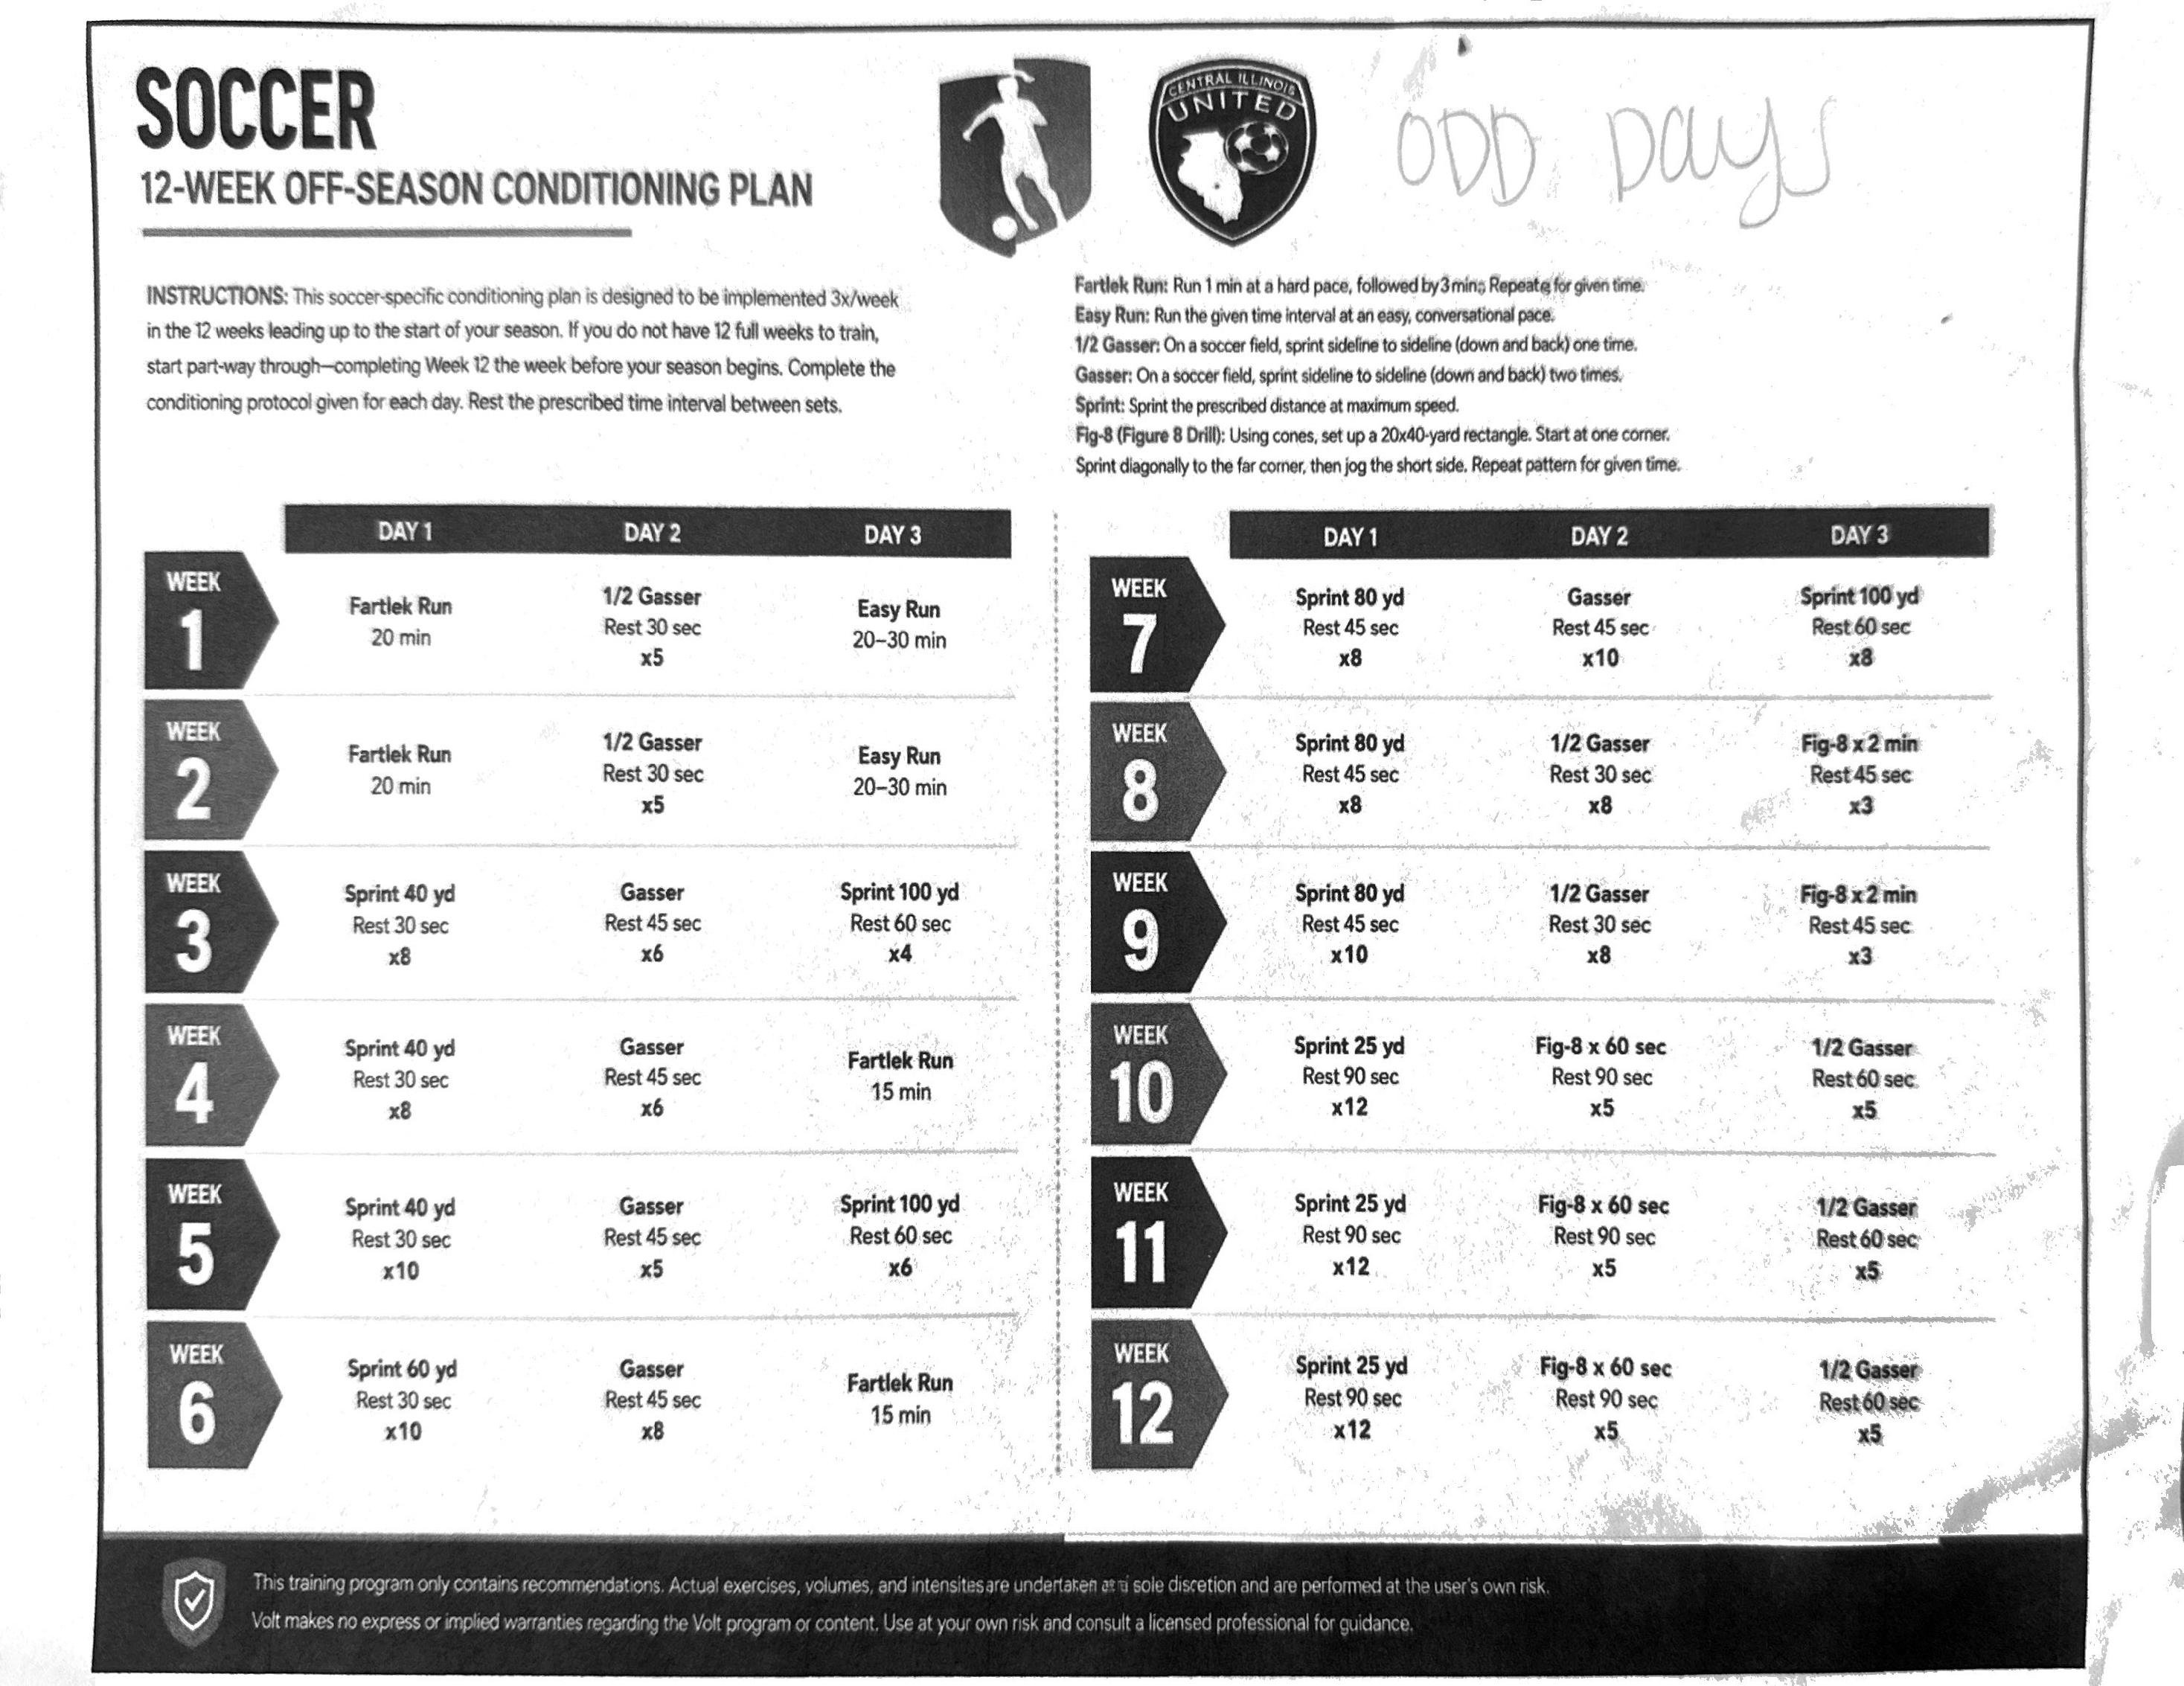 SOCCER
12-WEEK OFF-SEASON CONDITIONING PLAN
CENTRAL ILLINOIS
UNITED
ODD Days
INSTRUCTIONS: This soccer-specific conditioning plan is designed to be implemented 3x/week
in the 12 weeks leading up to the start of your season. If you do not have 12 full weeks to train,
start part-way through—completing Week 12 the week before your season begins. Complete the
conditioning protocol given for each day. Rest the prescribed time interval between sets.
Fartlek Run: Run 1 min at a hard pace, followed by 3 min; Repeat for given time.
Easy Run: Run the given time interval at an easy, conversational pace.
1/2 Gasser: On a soccer field, sprint sideline to sideline (down and back) one time.
Gasser: On a soccer field, sprint sideline to sideline (down and back) two times.
Sprint: Sprint the prescribed distance at maximum speed.
Fig-8 (Figure 8 Drill): Using cones, set up a 20x40-yard rectangle. Start at one corner.
Sprint diagonally to the far corner, then jog the short side. Repeat pattern for given time.
DAY 1 DAY 2 DAY 3
WEEK 1
Fartlek Run
20 min
1/2 Gasser
Rest 30 sec
x5
Easy Run
20–30 min
WEEK 2
Fartlek Run
20 min
1/2 Gasser
Rest 30 sec
x5
Easy Run
20–30 min
WEEK 3
Sprint 40 yd
Rest 30 sec
x8
Gasser
Rest 45 sec
x6
Sprint 100 yd
Rest 60 sec
x4
WEEK 4
Sprint 40 yd
Rest 30 sec
x8
Gasser
Rest 45 sec
x6
Fartlek Run
15 min
WEEK 5
Sprint 40 yd
Rest 30 sec
x10
Gasser
Rest 45 sec
x5
Sprint 100 yd
Rest 60 sec
x6
WEEK 6
Sprint 60 yd
Rest 30 sec
x10
Gasser
Rest 45 sec
x8
Fartlek Run
15 min
DAY 1 DAY 2 DAY 3
WEEK 7
Sprint 80 yd
Rest 45 sec
x8
Gasser
Rest 45 sec
x10
Sprint 100 yd
Rest 60 sec
x8
WEEK 8
Sprint 80 yd
Rest 45 sec
x8
1/2 Gasser
Rest 30 sec
x8
Fig-8 x 2 min
Rest 45 sec
x3
WEEK 9
Sprint 80 yd
Rest 45 sec
x10
1/2 Gasser
Rest 30 sec
x8
Fig-8 x 2 min
Rest 45 sec
x3
WEEK 10
Sprint 25 yd
Rest 90 sec
x12
Fig-8 x 60 sec
Rest 90 sec
x5
1/2 Gasser
Rest 60 sec
x5
WEEK 11
Sprint 25 yd
Rest 90 sec
x12
Fig-8 x 60 sec
Rest 90 sec
x5
1/2 Gasser
Rest 60 sec
x5
WEEK 12
Sprint 25 yd
Rest 90 sec
x12
Fig-8 x 60 sec
Rest 90 sec
x5
1/2 Gasser
Rest 60 sec
x5
This training program only contains recommendations. Actual exercises, volumes, and intensities are undertaken sole discretion and are performed at the user's own risk.
Volt makes no express or implied warranties regarding the Volt program or content. Use at your own risk and consult a licensed professional for guidance.